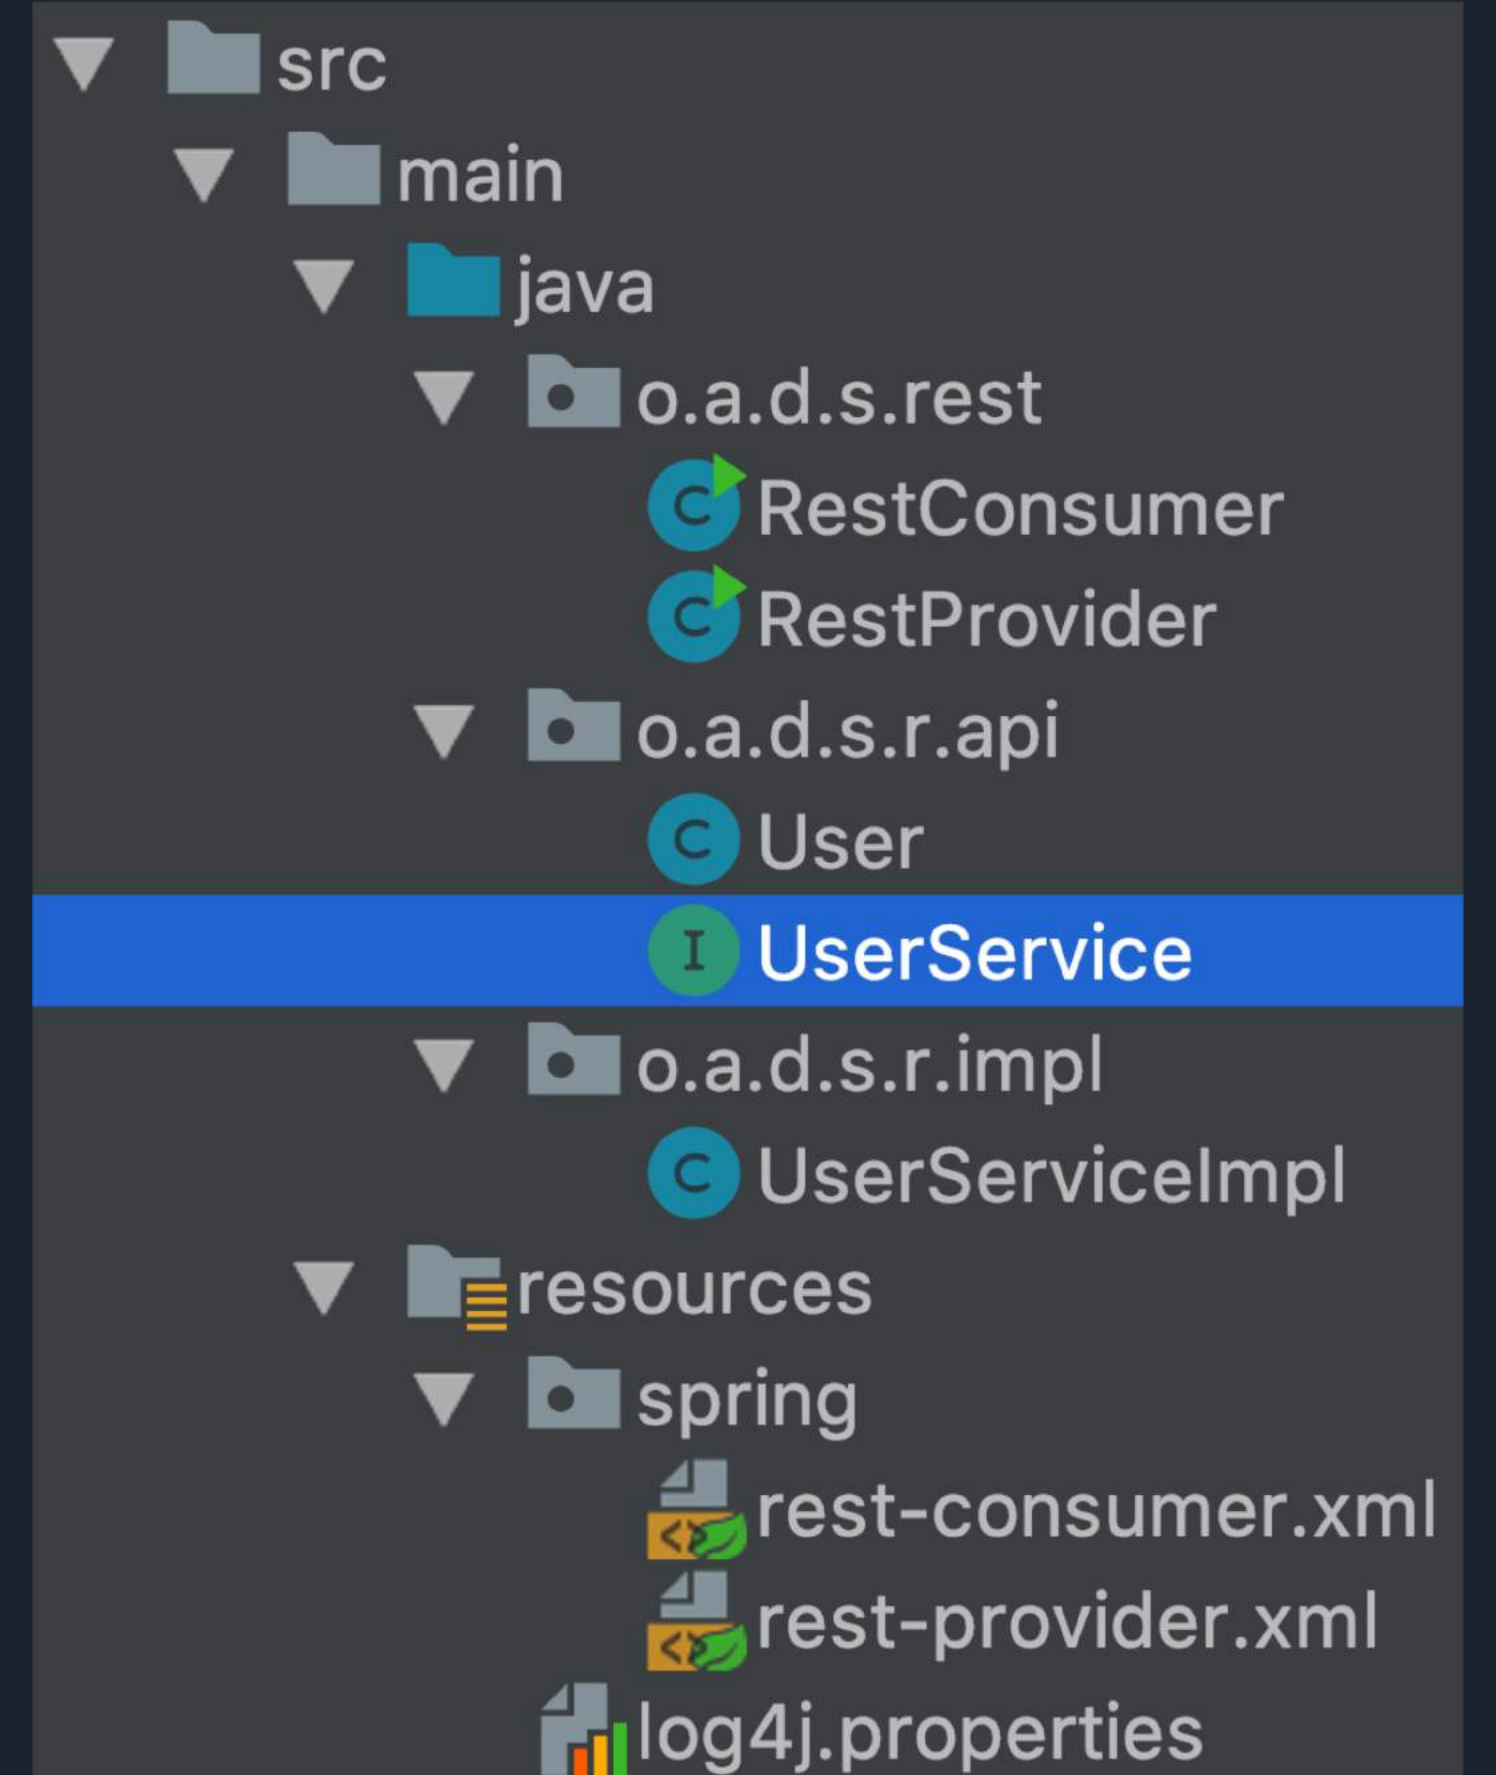 src
main
java
o.a.d.s.rest
C RestConsumer
C RestProvider
o.a.d.s.r.api
C User
I UserService
o.a.d.s.r.impl
C UserServiceImpl
resources
spring
<> rest-consumer.xml
<> rest-provider.xml
log4j.properties